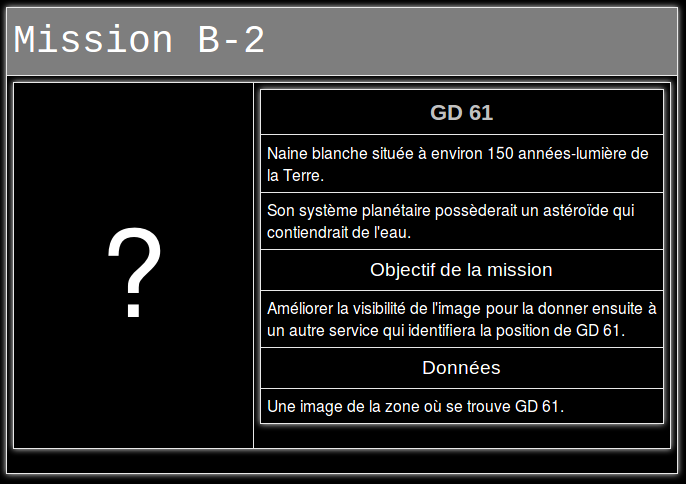 Mission B-2
?
GD 61
Naine blanche située à environ 150 années-lumière de
la Terre.
Son système planétaire possèderait un astéroïde qui
contiendrait de l'eau.
Objectif de la mission
Améliorer la visibilité de l'image pour la donner ensuite à
un autre service qui identifiera la position de GD 61.
Données
Une image de la zone où se trouve GD 61.